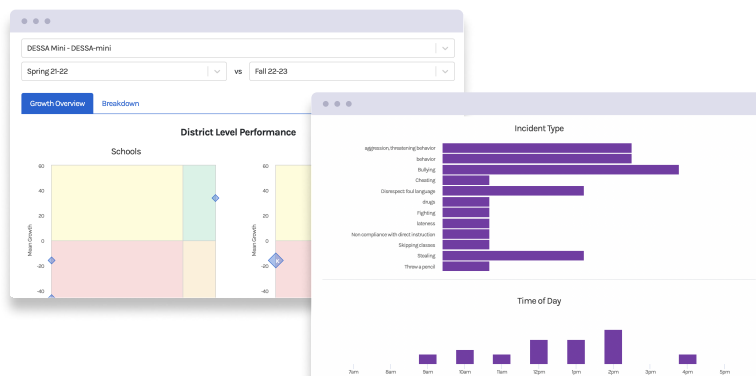 DESSA Mini - DESSA-mini
Spring 21-22 vs Fall 22-23
Growth Overview Breakdown
District Level Performance
Schools
60
40
20
0
-20
-40
Mean Growth
60
40
20
0
-20
-40
Mean Growth
Incident Type
aggression, threatening behavior
behavior
Bullying
Cheating
Disrespect foul language
drugs
Fighting
lateness
Non compliance with direct instruction
Skipping classes
Stealing
Threw a pencil
Time of Day
7am 8am 9am 10am 11am 12pm 1pm 2pm 3pm 4pm 5pm